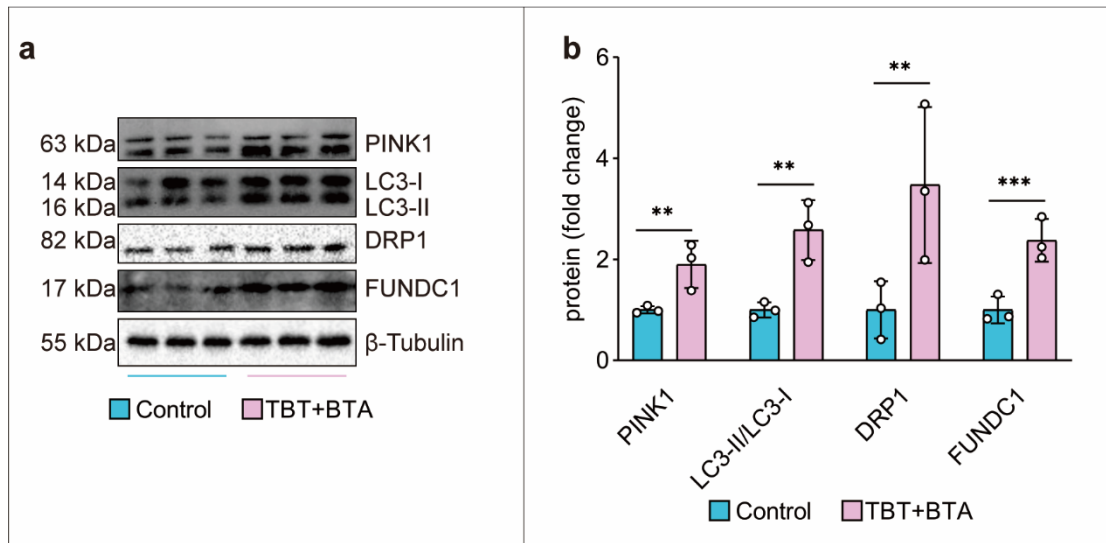 a
63 kDa PINK1
14 kDa LC3-I
16 kDa LC3-II
82 kDa DRP1
17 kDa FUNDC1
55 kDa β-Tubulin
Control TBT+BTA
b
protein (fold change)
6
4
2
0
**
**
**
***
PINK1
LC3-II/LC3-I
DRP1
FUNDC1
Control TBT+BTA